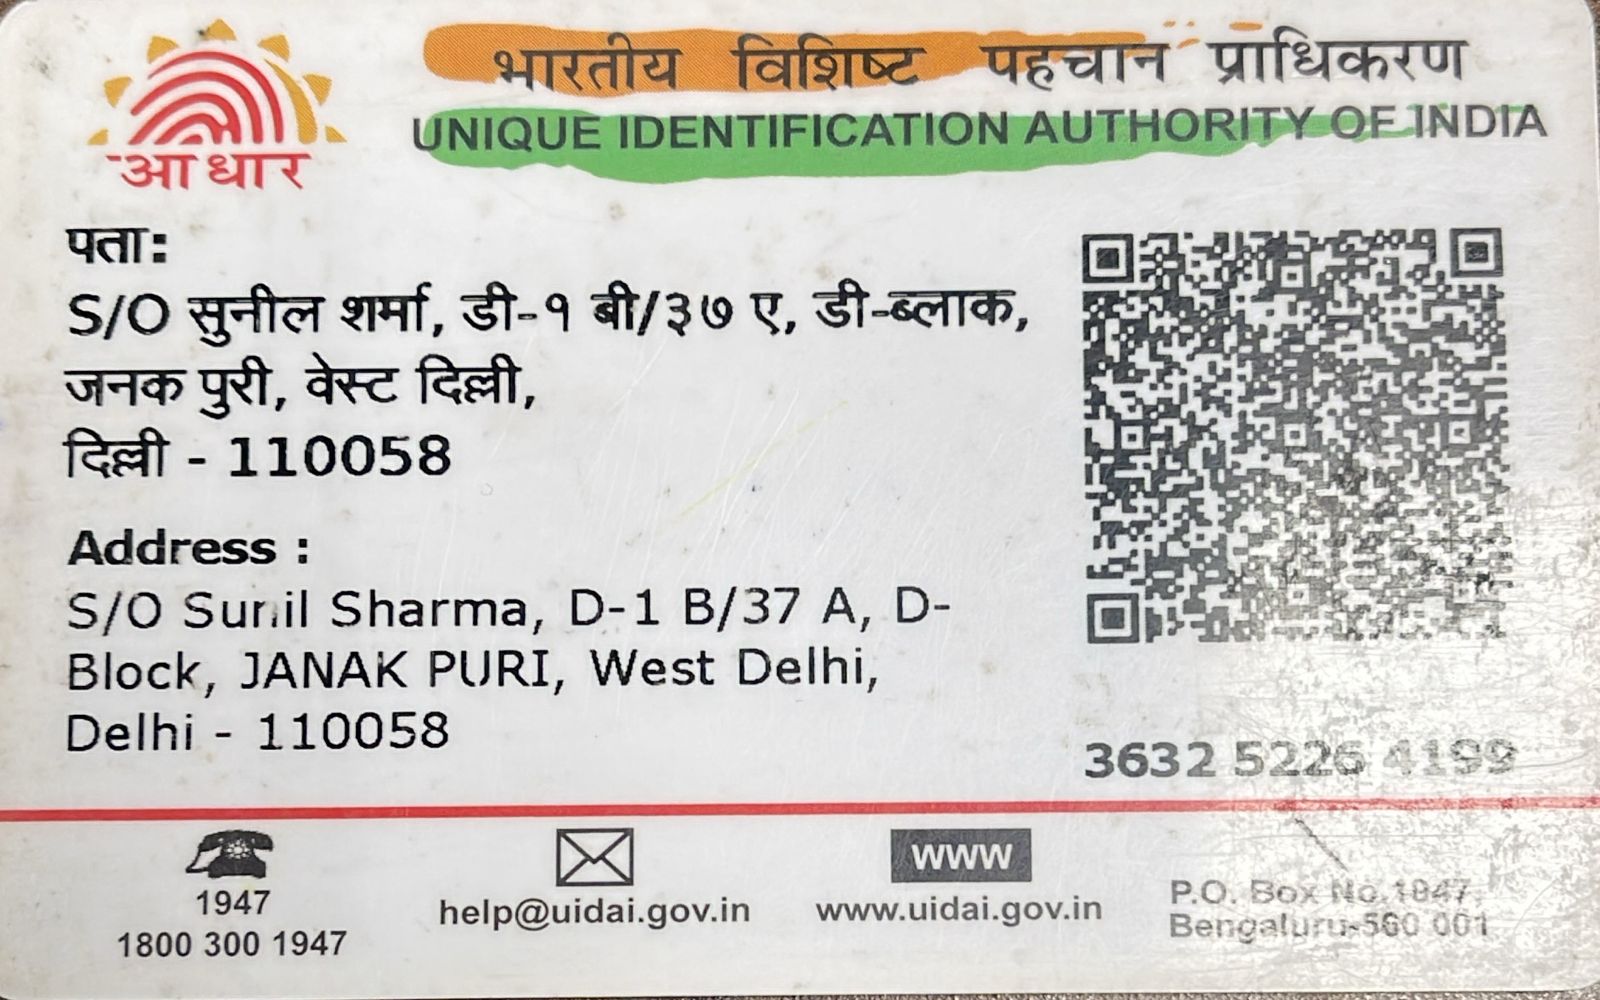 आधार
भारतीय विशिष्ट पहचान प्राधिकरण
UNIQUE IDENTIFICATION AUTHORITY OF INDIA
पता:
S/O सुनील शर्मा, डी-१ बी/३७ ए, डी-ब्लाक,
जनक पुरी, वेस्ट दिल्ली,
दिल्ली - 110058
Address :
S/O Sunil Sharma, D-1 B/37 A, D-
Block, JANAK PURI, West Delhi,
Delhi - 110058
3632 5226 4199
1947
1800 300 1947
help@uidai.gov.in
WWW
www.uidai.gov.in
P.O. Box No.1947,
Bengaluru-560 001